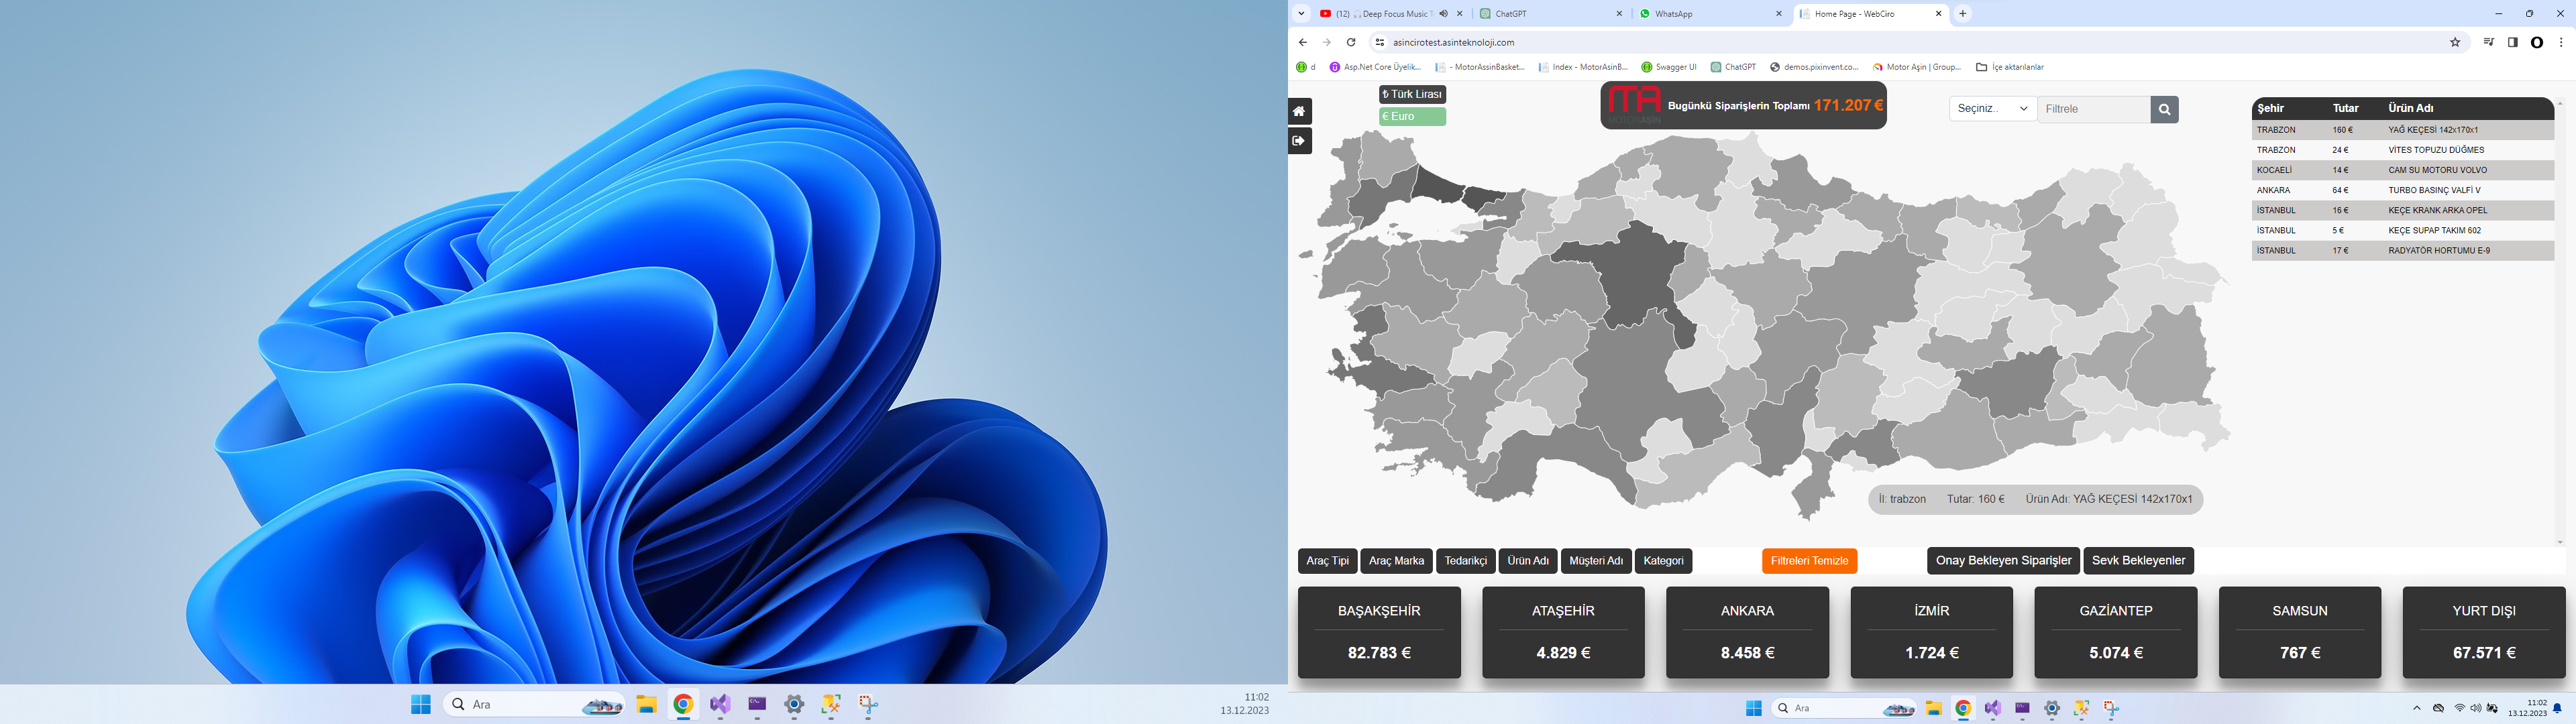 Ara
11:02
13.12.2023
(12) 🎧 Deep Focus Music T
ChatGPT
WhatsApp
Home Page - WebCiro
asincirotest.asinteknoloji.com
d
Asp.Net Core Üyelik...
- MotorAssinBasket...
Index - MotorAsinB...
Swagger UI
ChatGPT
demos.pixinvent.co...
Motor Aşin | Group...
İçe aktarılanlar
₺ Türk Lirası
€ Euro
MOTOR AŞİN
Bugünkü Siparişlerin Toplamı 171.207 €
Seçiniz..
Filtrele
Şehir Tutar Ürün Adı
TRABZON 160 € YAĞ KEÇESİ 142x170x1
TRABZON 24 € VİTES TOPUZU DÜĞMES
KOCAELİ 14 € CAM SU MOTORU VOLVO
ANKARA 64 € TURBO BASINÇ VALFİ V
İSTANBUL 16 € KEÇE KRANK ARKA OPEL
İSTANBUL 5 € KEÇE SUPAP TAKIM 602
İSTANBUL 17 € RADYATÖR HORTUMU E-9
İl: trabzon Tutar: 160 € Ürün Adı: YAĞ KEÇESİ 142x170x1
Araç Tipi
Araç Marka
Tedarikçi
Ürün Adı
Müşteri Adı
Kategori
Filtreleri Temizle
Onay Bekleyen Siparişler
Sevk Bekleyenler
BAŞAKŞEHİR
82.783 €
ATAŞEHİR
4.829 €
ANKARA
8.458 €
İZMİR
1.724 €
GAZİANTEP
5.074 €
SAMSUN
767 €
YURT DIŞI
67.571 €
Ara
11:02
13.12.2023